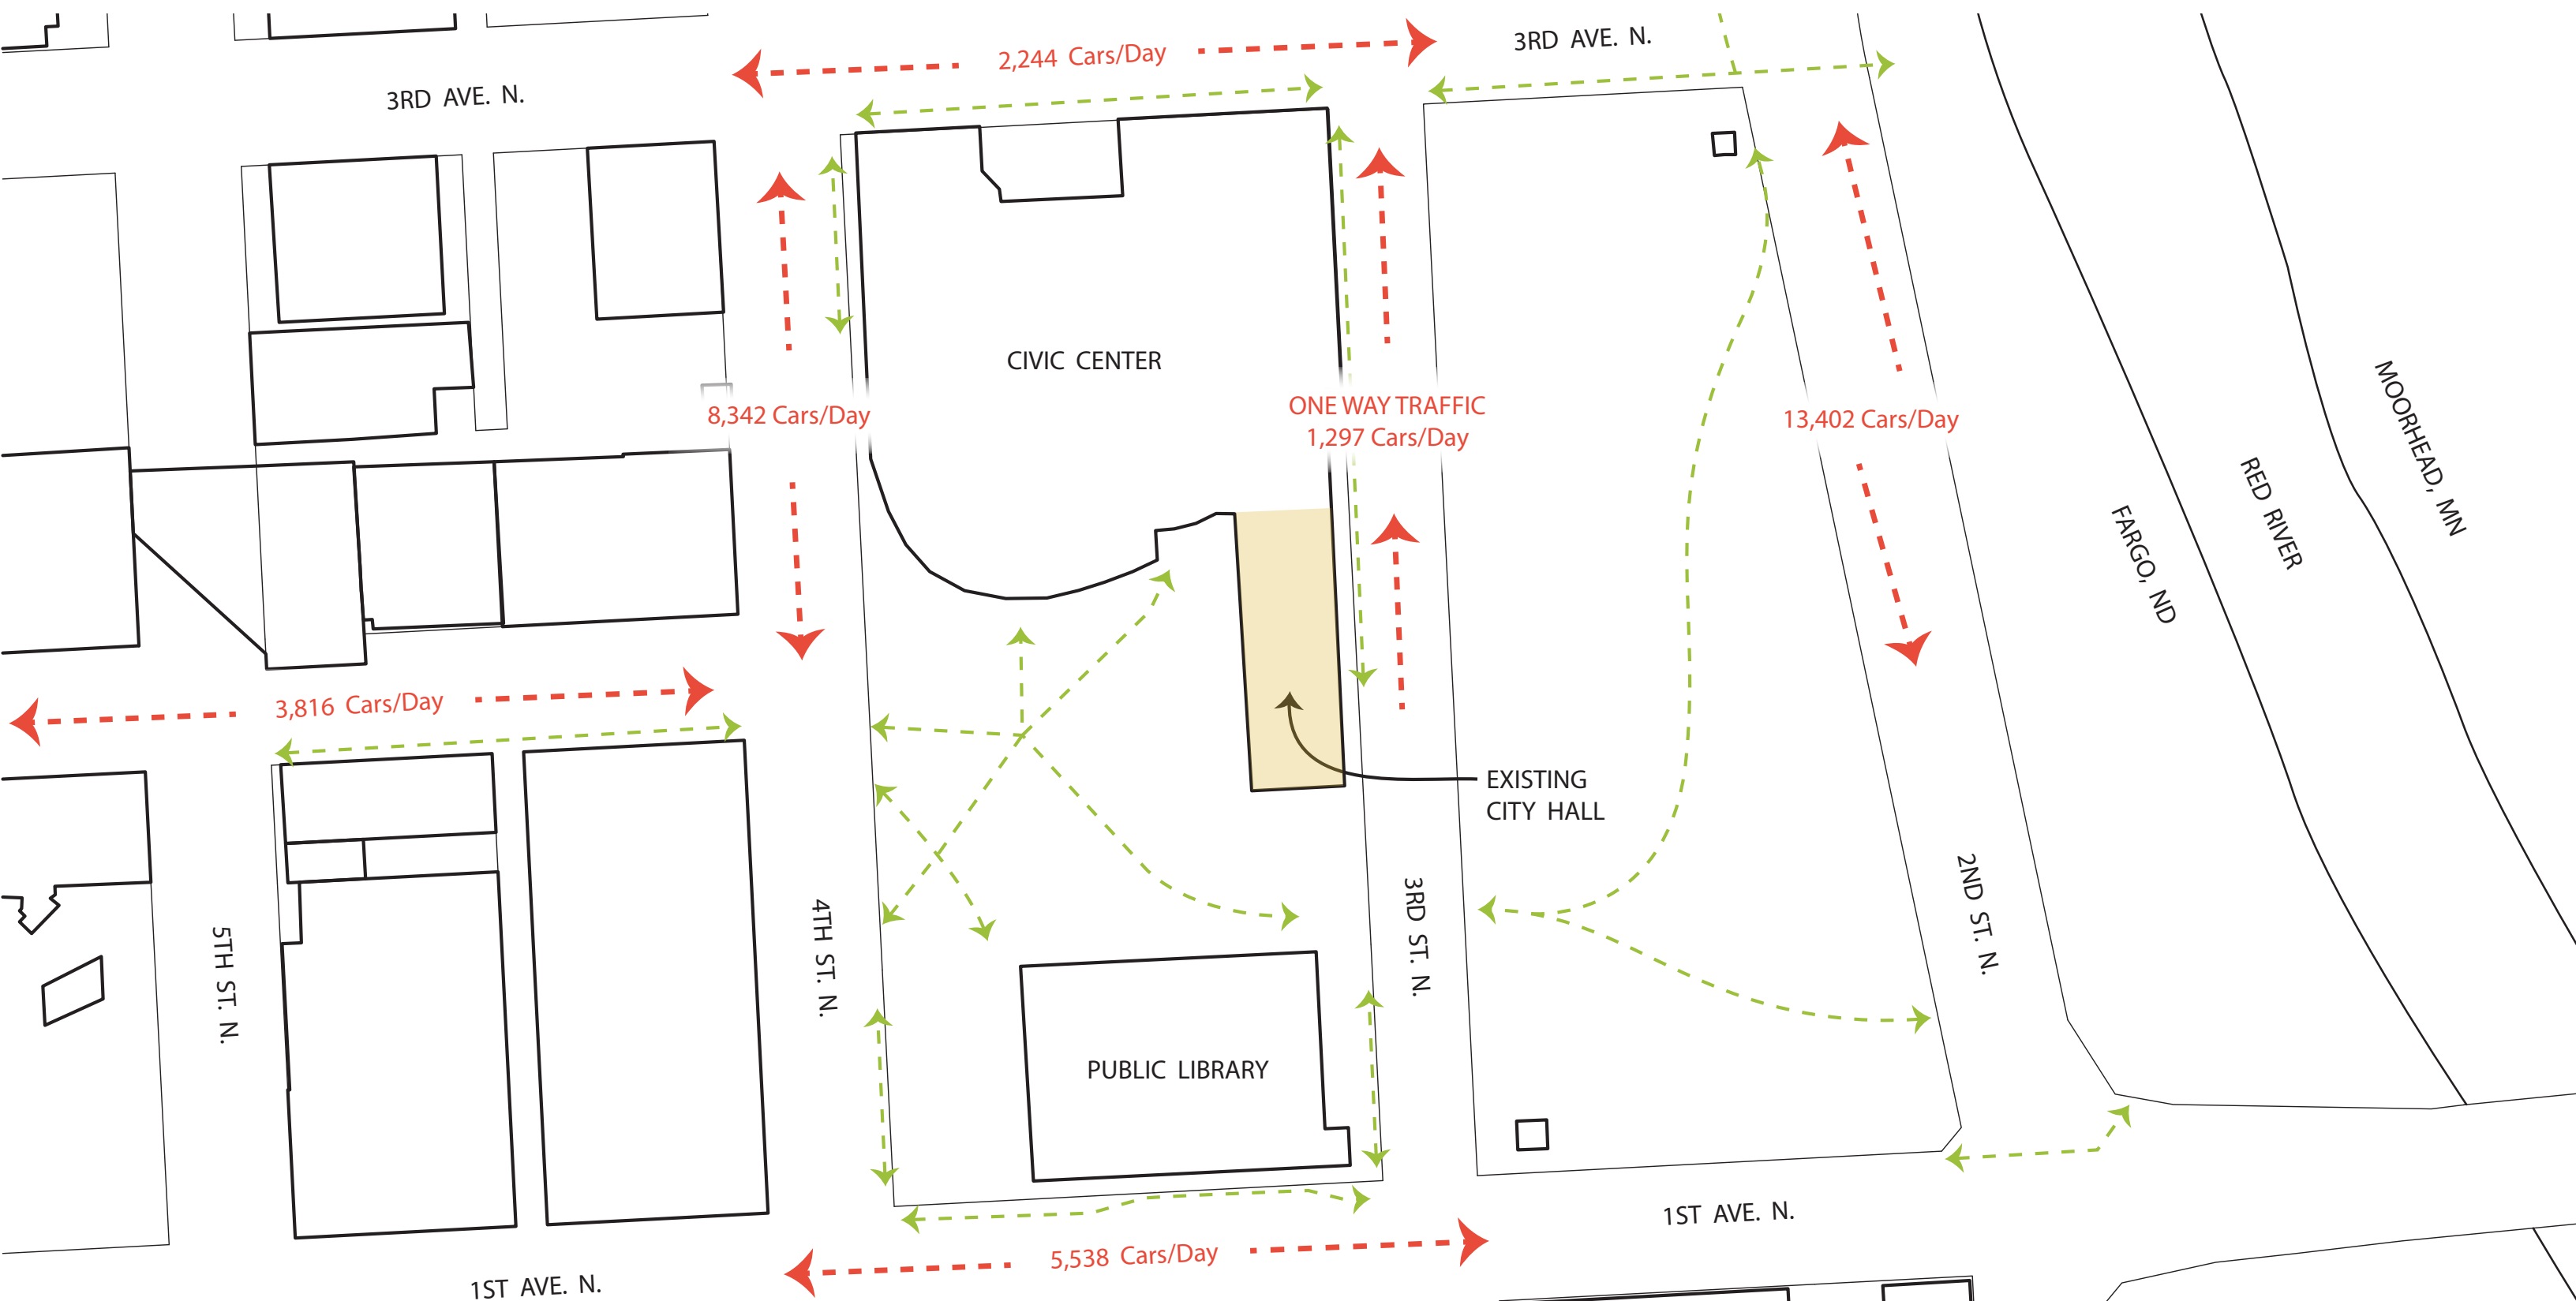 3RD AVE. N.
2,244 Cars/Day
3RD AVE. N.
CIVIC CENTER
8,342 Cars/Day
ONE WAY TRAFFIC
1,297 Cars/Day
13,402 Cars/Day
MOORHEAD, MN
RED RIVER
FARGO, ND
3,816 Cars/Day
EXISTING
CITY HALL
5TH ST. N.
4TH ST. N.
3RD ST. N.
2ND ST. N.
PUBLIC LIBRARY
1ST AVE. N.
5,538 Cars/Day
1ST AVE. N.